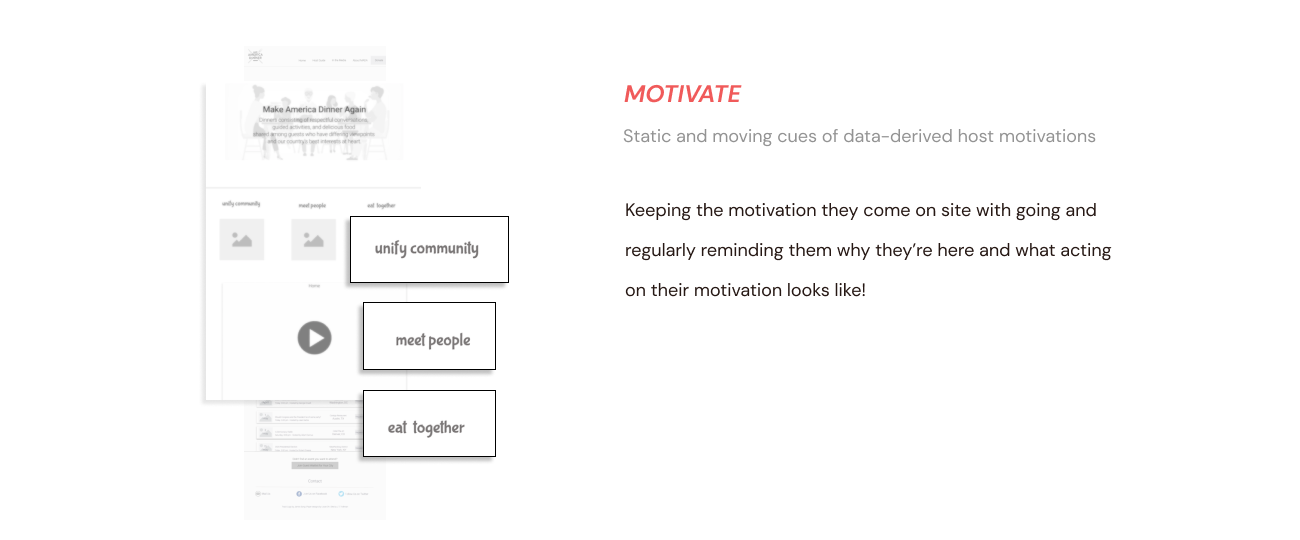 Make America Dinner Again
Dinners consisting of respectful conversations,
guided activities, and delicious food
shared among guests who have differing viewpoints
and our country's best interests at heart.
unify community
meet people
eat together
unify community
meet people
eat together
MOTIVATE
Static and moving cues of data-derived host motivations
Keeping the motivation they come on site with going and
regularly reminding them why they’re here and what acting
on their motivation looks like!